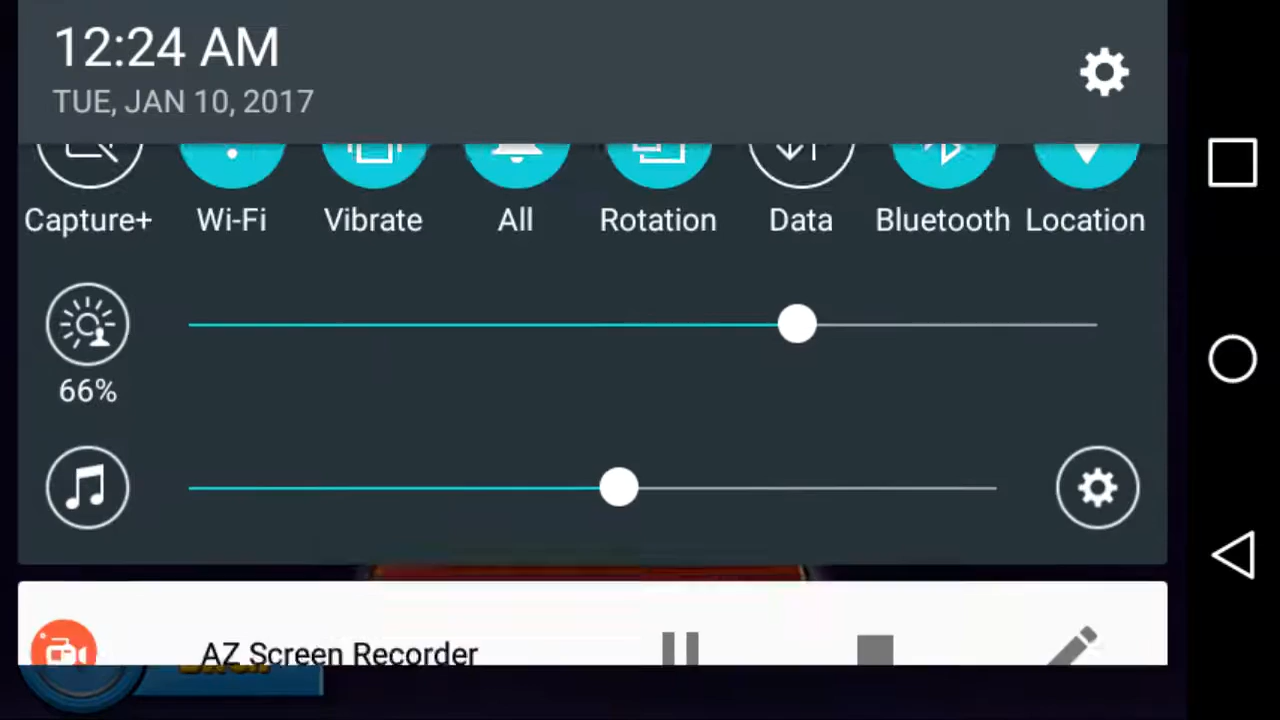 12:24 AM
TUE, JAN 10, 2017
Capture+ Wi-Fi Vibrate All Rotation Data Bluetooth Location
66%
AZ Screen Recorder